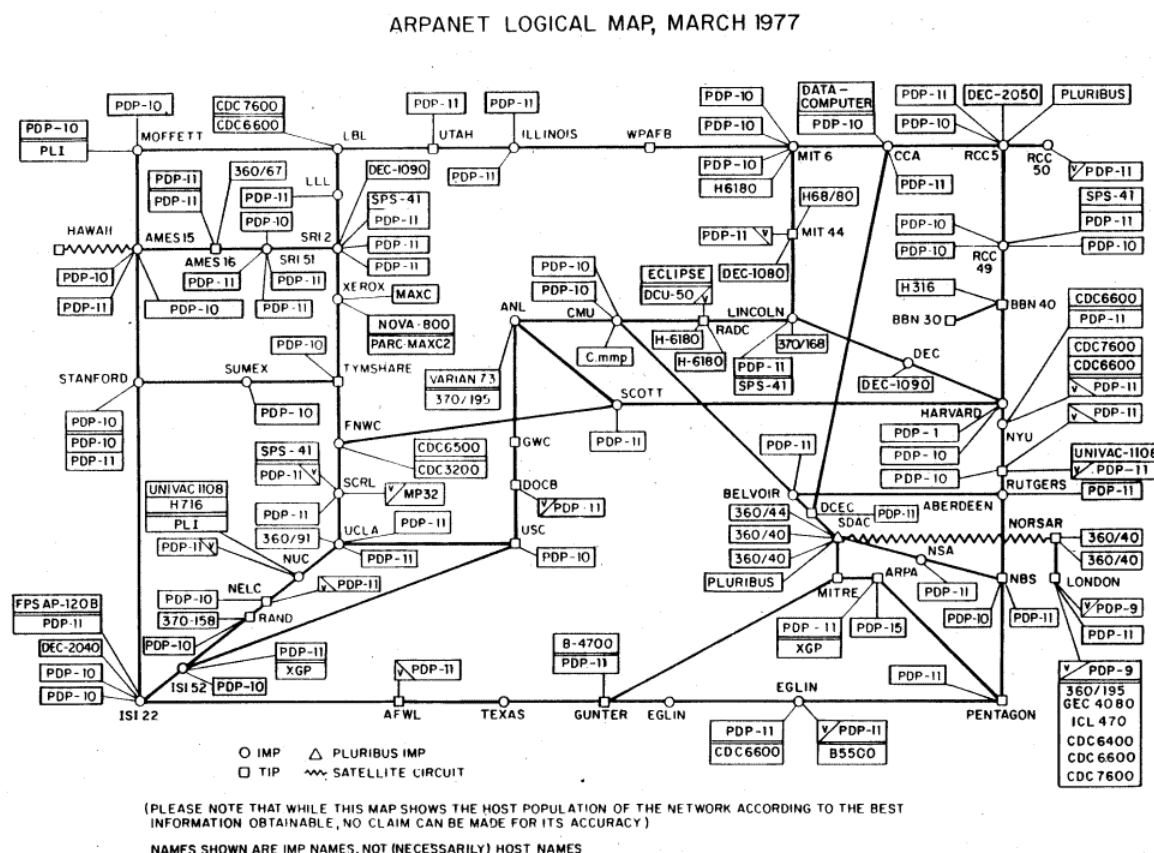 ARPANET LOGICAL MAP, MARCH 1977
PDP-10
CDC7600
CDC6600
PDP-11
PDP-11
PDP-10
PDP-10
DATA-
COMPUTER
PDP-10
PDP-11
PDP-10
DEC-2050
PLURIBUS
PDP-10
PLI
MOFFETT
LBL
UTAH
ILLINOIS
WPAFB
MIT 6
CCA
RCC5
RCC
50
PDP-11
PDP-10
H6180
PDP-11
V PDP-11
PDP-11
PDP-11
360/67
LLL
PDP-11
DEC-1090
SPS-41
PDP-11
PDP-11
PDP-11
H68/80
PDP-11 V
MIT 44
DEC-1080
SPS-41
PDP-11
PDP-10
PDP-10
PDP-10
RCC
49
HAWAII
AMES15
PDP-10
SRI 2
AMES 16
SRI 51
PDP-10
PDP-11
PDP-11
PDP-11
PDP-10
PDP-11
XEROX
MAXC
NOVA-800
PARC-MAXC2
PDP-10
PDP-10
ECLIPSE
DCU-50 V
ANL
CMU
RADC
LINCOLN
C.mmp
H-6180
H-6180
370/168
PDP-11
SPS-41
H316
BBN 40
BBN 30
CDC6600
PDP-11
CDC7600
CDC6600
V PDP-11
V PDP-11
DEC
DEC-1090
STANFORD
SUMEX
PDP-10
TYMSHARE
PDP-10
PDP-10
PDP-10
PDP-11
VARIAN 73
370/195
SCOTT
PDP-11
HARVARD
NYU
PDP-1
PDP-10
PDP-10
FNWC
CDC6500
CDC3200
GWC
DOCB
V PDP-11
SPS-41
PDP-11 V
SCRL
V MP32
PDP-11
UNIVAC 1108
H716
PLI
PDP-11 V
360/91
UCLA
PDP-11
PDP-11
USC
PDP-10
PDP-11
BELVOIR
UNIVAC-1108
V PDP-11
RUTGERS
PDP-11
ABERDEEN
DCEC
PDP-11
SDAC
360/44
360/40
360/40
PLURIBUS
NORSAR
360/40
360/40
NSA
PDP-11
NBS
PDP-10
PDP-11
LONDON
V PDP-9
PDP-11
MITRE
ARPA
PDP-11
XGP
PDP-15
NUC
V PDP-11
NELC
PDP-10
RAND
370-158
PDP-10
FPS AP-120B
PDP-11
DEC-2040
PDP-10
PDP-10
PDP-11
XGP
ISI52
PDP-10
ISI 22
V PDP-11
AFWL
TEXAS
B-4700
PDP-11
GUNTER
EGLIN
EGLIN
PDP-11
CDC6600
V PDP-11
B5500
PDP-11
PENTAGON
V PDP-9
360/195
GEC 4080
ICL 470
CDC6400
CDC6600
CDC7600
IMP
PLURIBUS IMP
TIP
SATELLITE CIRCUIT
(PLEASE NOTE THAT WHILE THIS MAP SHOWS THE HOST POPULATION OF THE NETWORK ACCORDING TO THE BEST
INFORMATION OBTAINABLE, NO CLAIM CAN BE MADE FOR ITS ACCURACY)
NAMES SHOWN ARE IMP NAMES, NOT (NECESSARILY) HOST NAMES